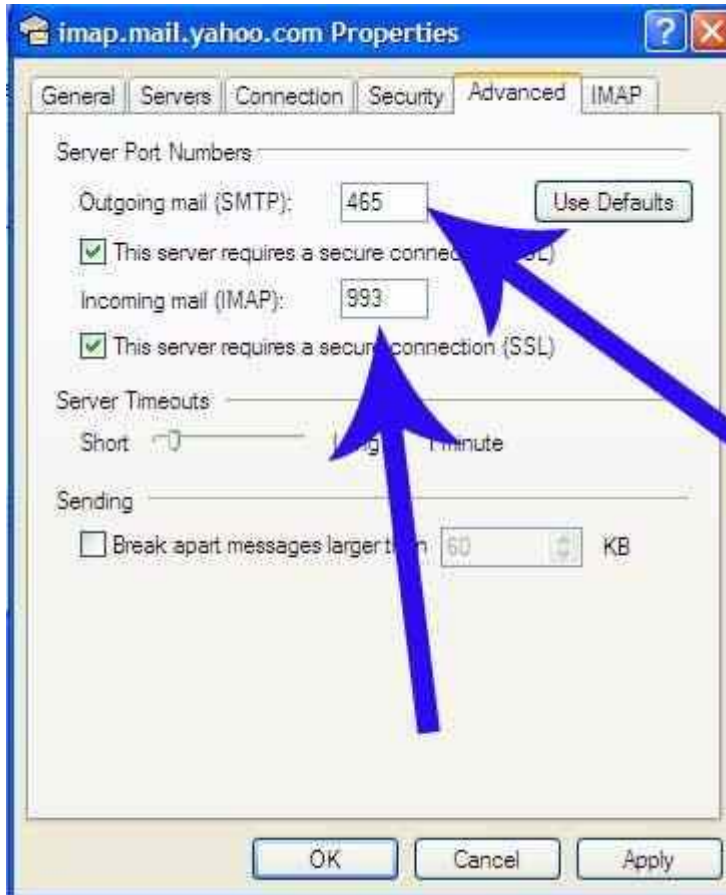 imap.mail.yahoo.com Properties
General Servers Connection Security Advanced IMAP
Server Port Numbers
Outgoing mail (SMTP): 465 Use Defaults
This server requires a secure
Incoming mail (IMAP): 993
This server requires a secure connection (SSL)
Server Timeouts
Short minute
Sending
Break apart messages larger 60 KB
OK Cancel Apply